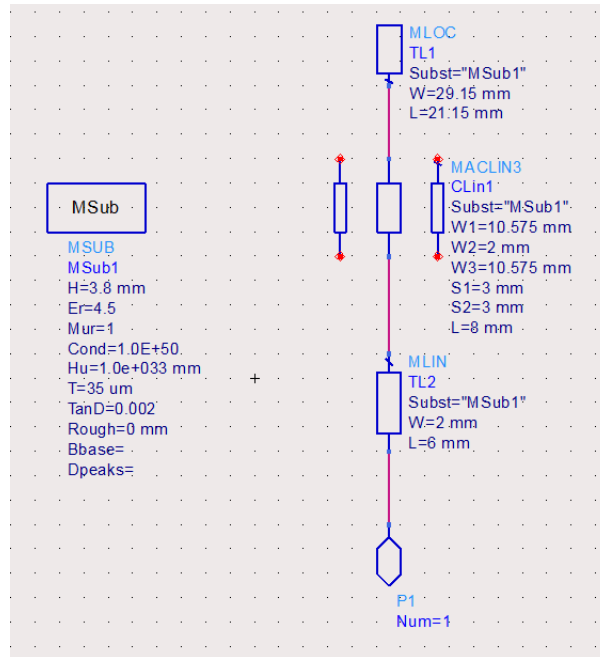 MLOC
TL1
Subst="MSub1"
W=29.15 mm
L=21.15 mm
MACLIN3
CLin1
Subst="MSub1"
W1=10.575 mm
W2=2 mm
W3=10.575 mm
S1=3 mm
S2=3 mm
L=8 mm
MSub
MSUB
MSub1
H=3.8 mm
Er=4.5
Mur=1
Cond=1.0E+50
Hu=1.0e+033 mm
T=35 um
TanD=0.002
Rough=0 mm
Bbase=
Dpeaks=
MLIN
TL2
Subst="MSub1"
W=2 mm
L=6 mm
P1
Num=1